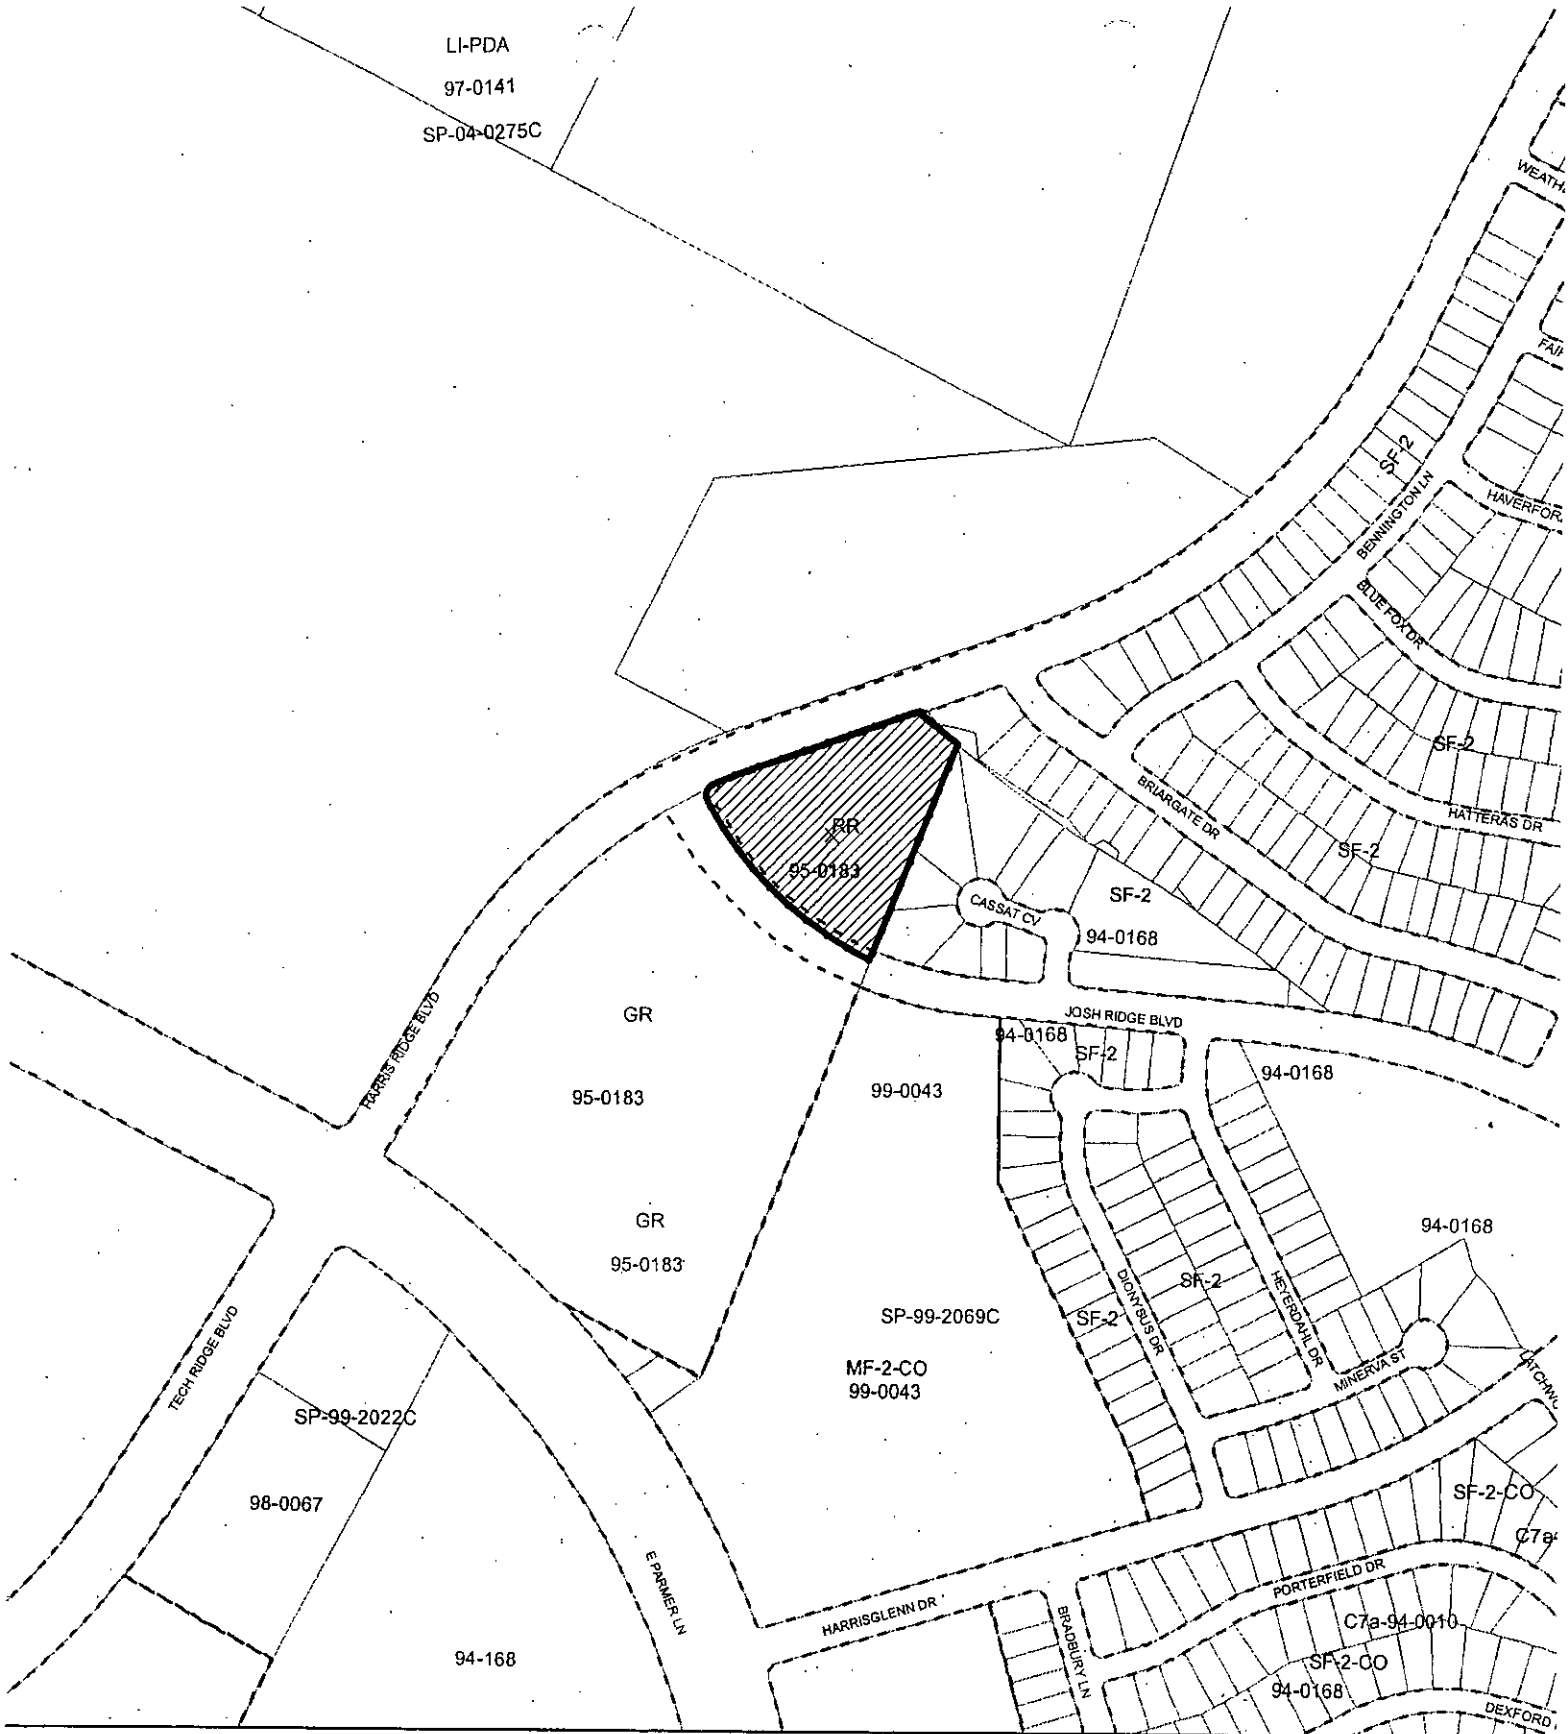 LI-PDA
97-0141
SP-04-0275C
SF-2
BENNINGTON LN
BLUE FOX DR
SF-2
BRIARGATE DR
HATTERAS DR
SF-2
RR
95-0183
CASSAT CV
SF-2
94-0168
HARRIS RIDGE BLVD
GR
95-0183
99-0043
JOSH RIDGE BLVD
94-0168
SF-2
94-0168
GR
95-0183
94-0168
TECH RIDGE BLVD
SP-99-2069C
MF-2-CO
99-0043
SF-2
DIONYSUS DR
SF-2
HEYERDAHL DR
MINERVA ST
SP-99-2022C
98-0067
SF-2-CO
C7a-
E PARMER LN
HARRISGLENN DR
BRADBURY LN
PORTERFIELD DR
C7a-94-0010
SF-2-CO
94-0168
94-168
DEXFORD